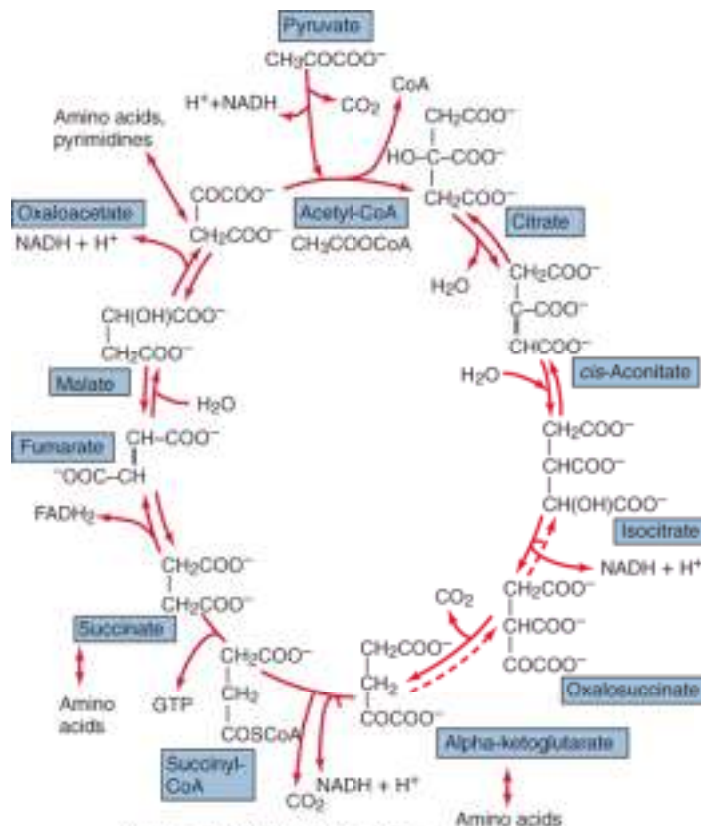 Pyruvate
CH₃COCOO⁻
CoA
H⁺+NADH
CO₂
CH₂COO⁻
HO–C–COO⁻
CH₂COO⁻
Amino acids,
pyrimidines
COCOO⁻
CH₂COO⁻
Oxaloacetate
NADH + H⁺
Acetyl-CoA
CH₃COOCoA
Citrate
H₂O
CH₂COO⁻
C–COO⁻
CHCOO⁻
cis-Aconitate
H₂O
CH(OH)COO⁻
CH₂COO⁻
Malate
H₂O
Fumarate
CH–COO⁻
⁻OOC–CH
FADH₂
CH₂COO⁻
CHCOO⁻
CH(OH)COO⁻
Isocitrate
NADH + H⁺
CH₂COO⁻
HCOO⁻
COCOO⁻
Oxalosuccinate
CO₂
CH₂COO⁻
CH₂
COCOO⁻
Alpha-ketoglutarate
Amino acids
CH₂COO⁻
CH₂COO⁻
Succinate
Amino
acids
GTP
CH₂COO⁻
CH₂
COSCoA
Succinyl-
CoA
CO₂
NADH + H⁺